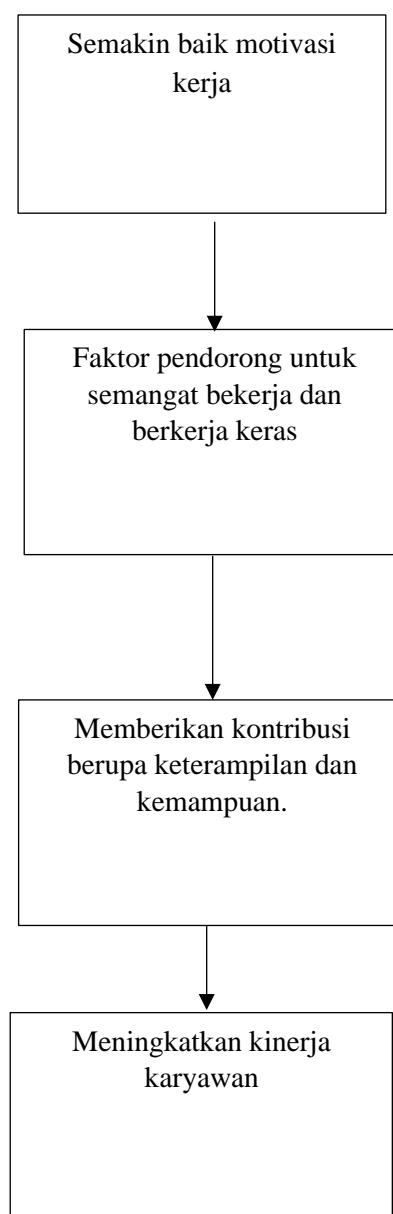 Semakin baik motivasi
kerja
Faktor pendorong untuk
semangat bekerja dan
berkerja keras
Memberikan kontribusi
berupa keterampilan dan
kemampuan.
Meningkatkan kinerja
karyawan